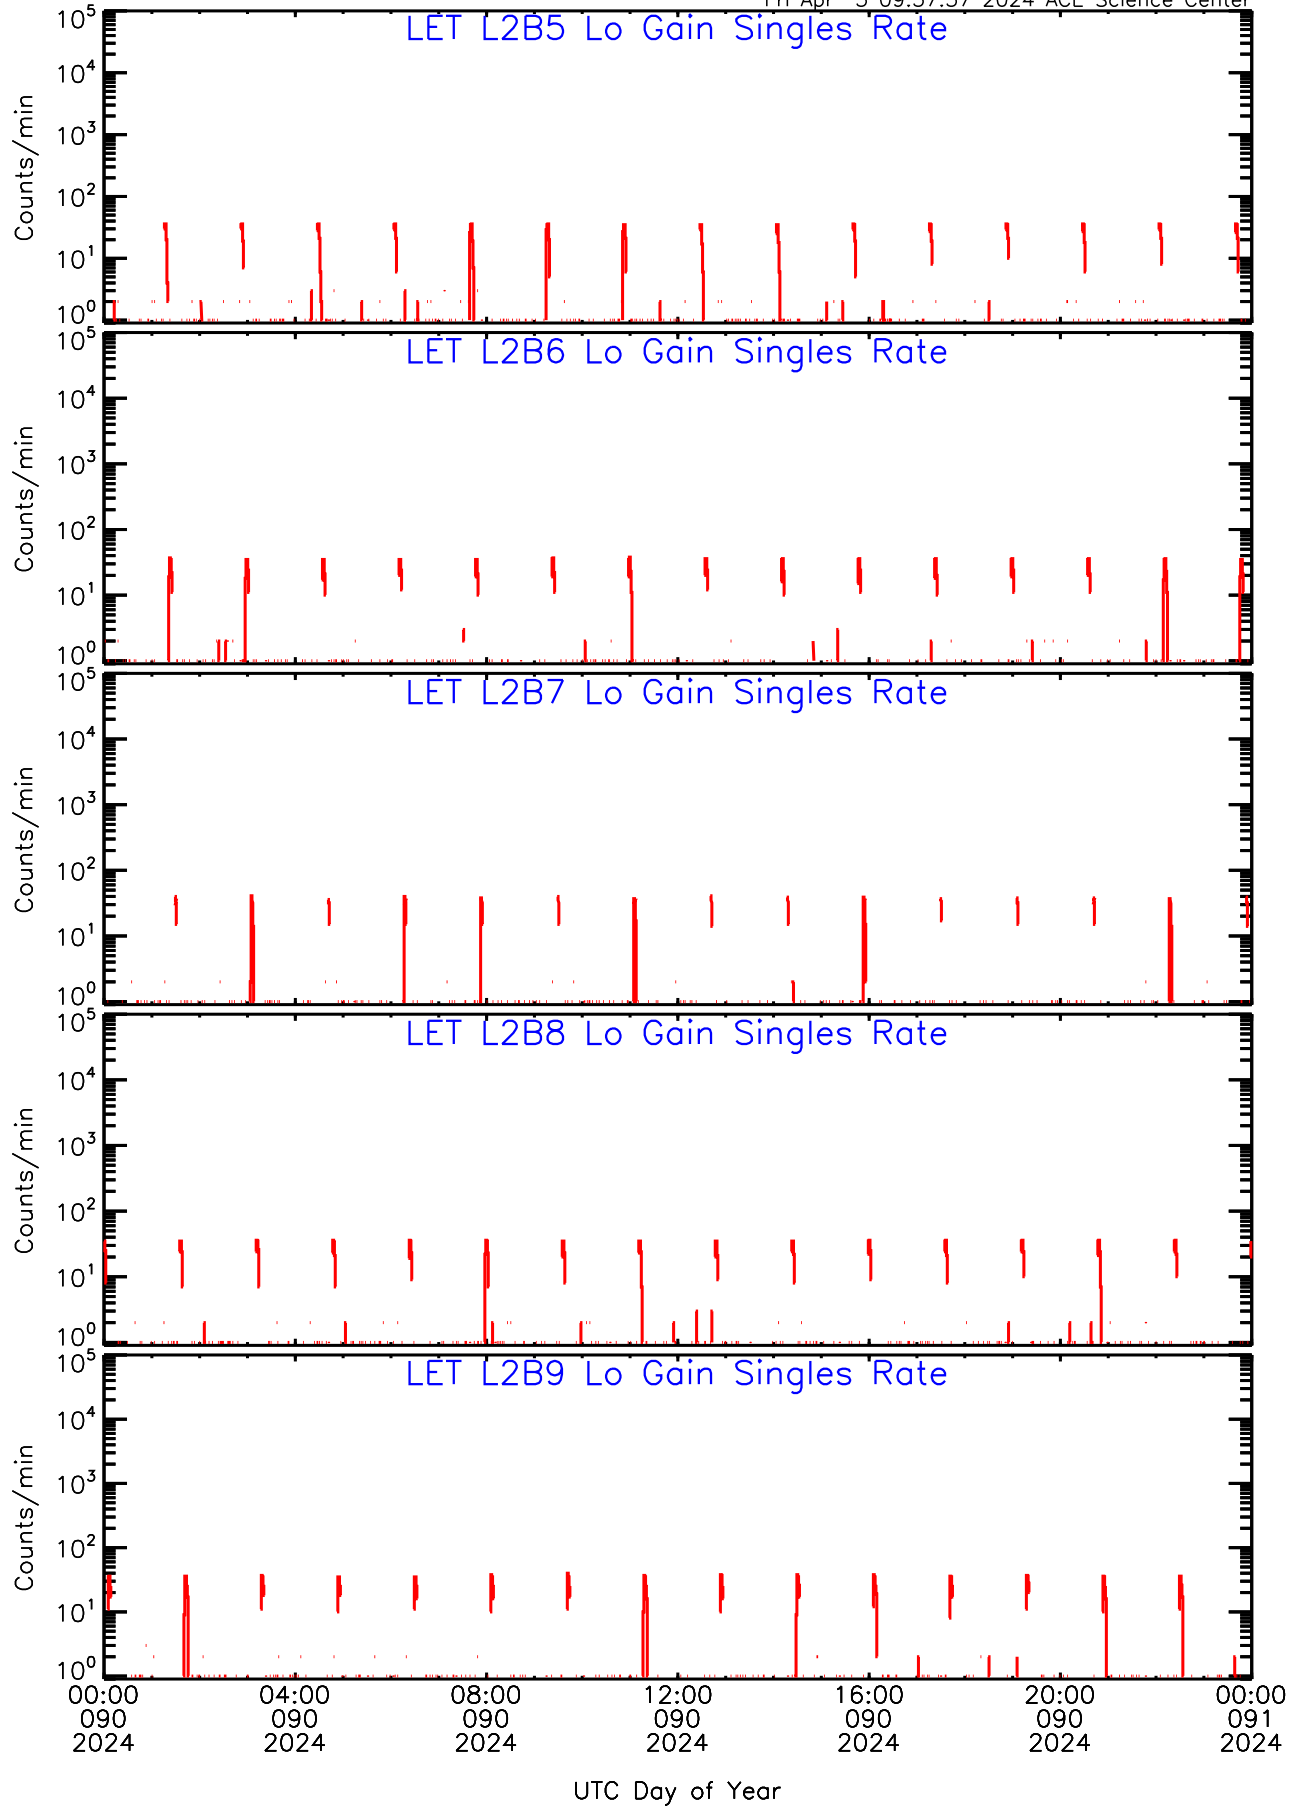 LET L2B5 Lo Gain Singles Rate
10^5
10^4
10^3
10^2
10^1
10^0
Counts/min
LET L2B6 Lo Gain Singles Rate
10^5
10^4
10^3
10^2
10^1
10^0
Counts/min
LET L2B7 Lo Gain Singles Rate
10^5
10^4
10^3
10^2
10^1
10^0
Counts/min
LET L2B8 Lo Gain Singles Rate
10^5
10^4
10^3
10^2
10^1
10^0
Counts/min
LET L2B9 Lo Gain Singles Rate
10^5
10^4
10^3
10^2
10^1
10^0
Counts/min
00:00 04:00 08:00 12:00 16:00 20:00 00:00
090 090 090 090 090 090 091
2024 2024 2024 2024 2024 2024 2024
UTC Day of Year